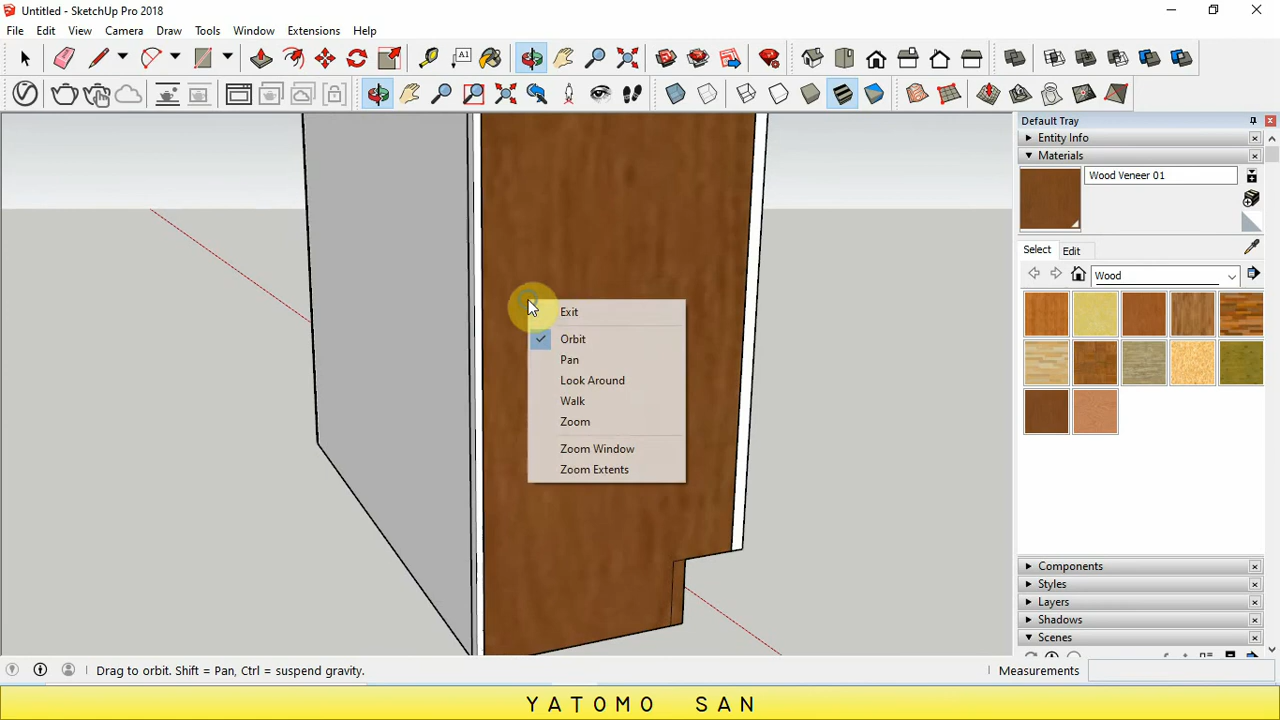 Untitled - SketchUp Pro 2018
File Edit View Camera Draw Tools Window Extensions Help
A1
Default Tray
Entity Info
Materials
Wood Veneer 01
Select Edit
Wood
Exit
Orbit
Pan
Look Around
Walk
Zoom
Zoom Window
Zoom Extents
Components
Styles
Layers
Shadows
Scenes
Drag to orbit. Shift = Pan, Ctrl = suspend gravity.
Measurements
YATOMO SAN